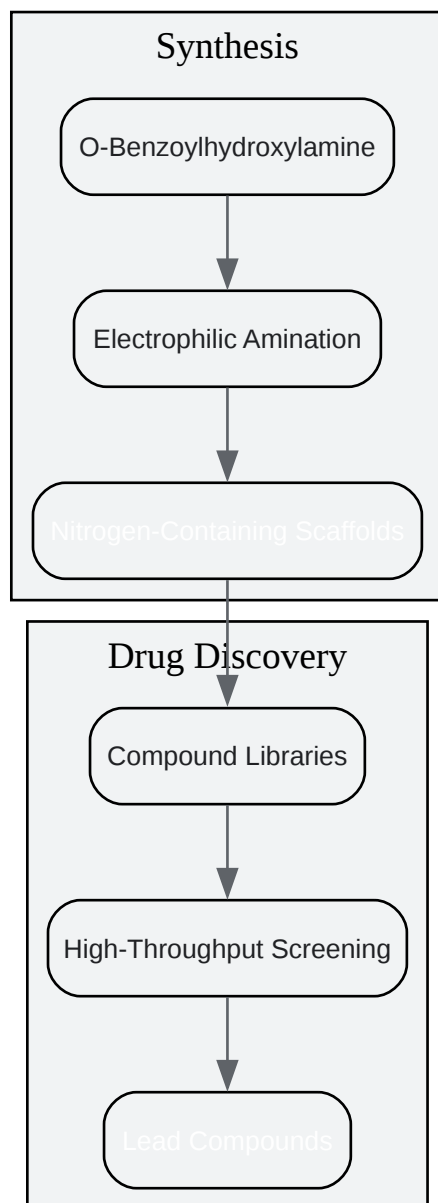 Synthesis
O-Benzoylhydroxylamine
Electrophilic Amination
Nitrogen-Containing Scaffolds
Drug Discovery
Compound Libraries
High-Throughput Screening
Lead Compounds